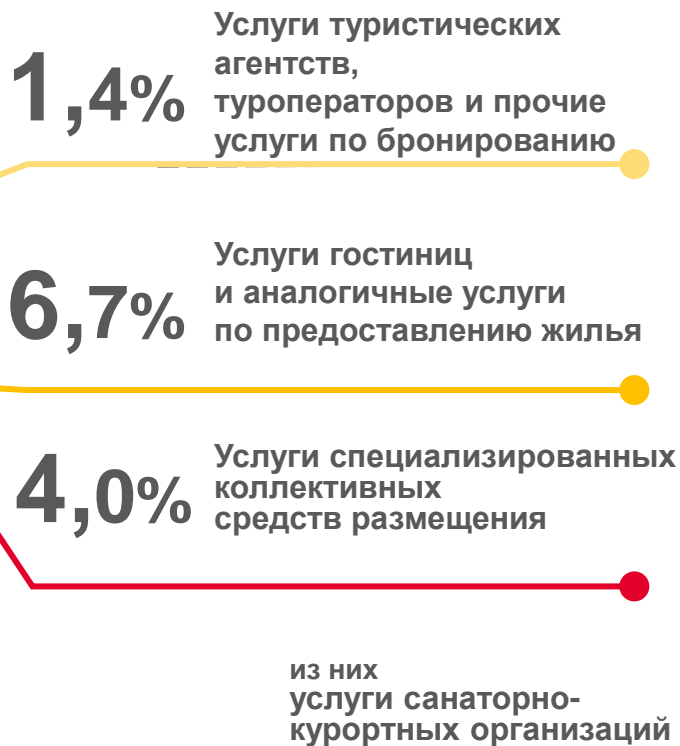 1,4%
Услуги туристических
агентств,
туроператоров и прочие
услуги по бронированию
6,7%
Услуги гостиниц
и аналогичные услуги
по предоставлению жилья
4,0%
Услуги специализированных
коллективных
средств размещения
из них
услуги санаторно-
курортных организаций